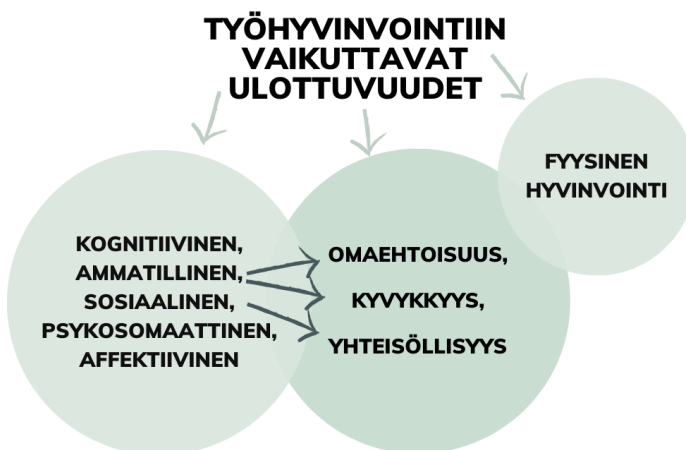 TYÖHYVINVOINTIIN
VAIKUTTAVAT
ULOTTUVUUDET
KOGNITIIVINEN,
AMMATILLINEN,
SOSIAALINEN,
PSYKOSOMAATTINEN,
AFFEKTIIVINEN
OMAEHTOISUUS,
KYVYKKYYS,
YHTEISÖLLISYYS
FYYSINEN
HYVINVOINTI